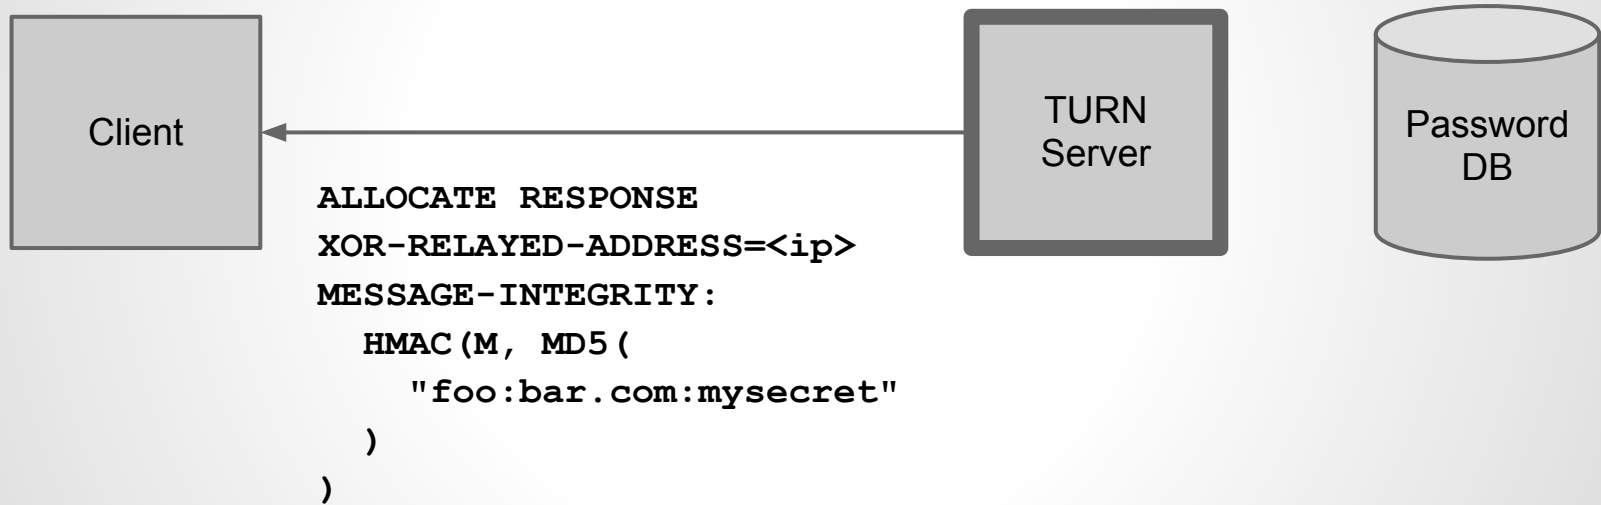 Client
TURN
Server
Password
DB
ALLOCATE RESPONSE
XOR-RELAYED-ADDRESS=<ip>
MESSAGE-INTEGRITY:
HMAC(M, MD5(
"foo:bar.com:mysecret"
)
)